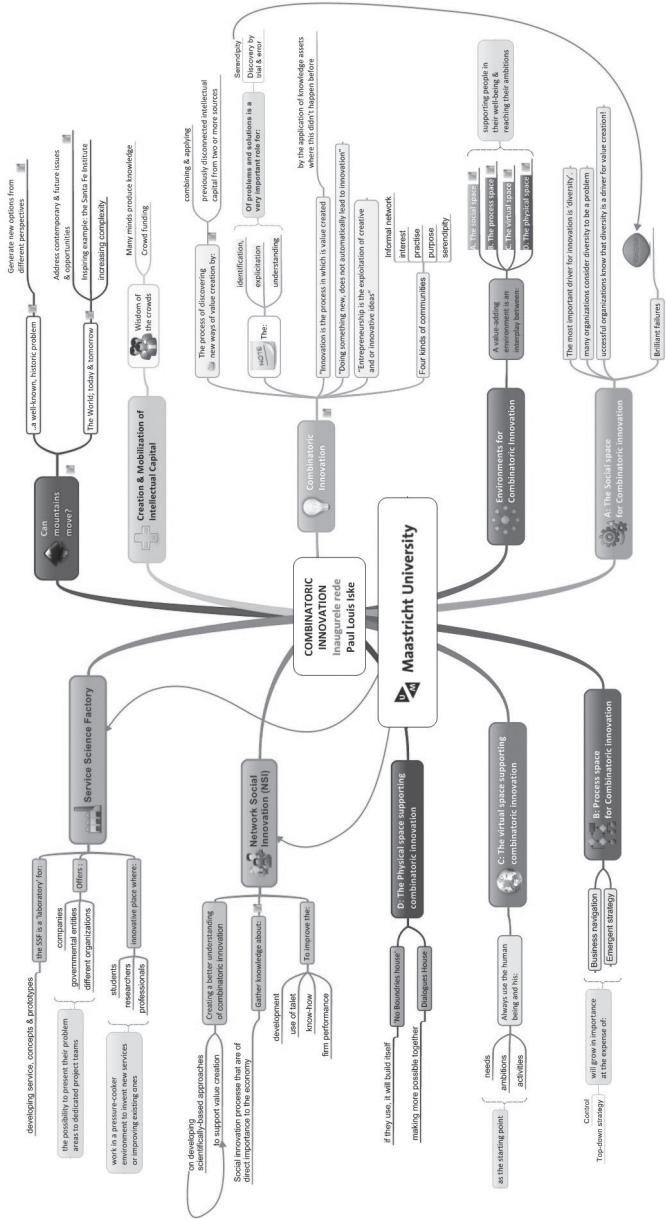 COMBINATORIC
INNOVATION
Inaugurele rede
Paul Louis Iske
UM
Maastricht University
Can
mountains
move?
..a well-known, historic problem
Generate new options from
different perspectives
The World; today & tomorrow
Address contemporary & future issues
& opportunities
Inspiring example: the Santa Fe Institute
increasing complexity
Creation & Mobilization of
Intellectual Capital
Wisdom of
the crowds
Many minds produce knowledge
Crowd funding
Combinatoric
Innovation
The process of discovering
new ways of value creation by:
combining & applying
previously disconnected intellectual
capital from two or more sources
The:
identification,
explicitation
understanding
Of problems and solutions is a
very important role for:
Serendipity
Discovery by
trial & error
"Innovation is the process in which is value created
by the application of knowledge assets
where this didn't happen before
"Doing something new, does not automatically lead to innovation"
"Entrepreneurship is the exploitation of creative
and or innovative ideas"
Four kinds of communities
Informal network
interest
practise
purpose
serendipity
Environments for
Combinatoric Innovation
A value-adding
environment is an
interplay between:
A. The social space
B. The process space
C. The virtual space
D. The physical space
supporting people in
their well-being &
reaching their ambitions
A: The Social space
for Combinatoric innovation
The most important driver for innovation is 'diversity'.
many organizations consider diversity to be a problem
uccessful organizations know that diversity is a driver for value creation!
Brilliant failures
Service Science Factory
the SSF is a 'laboratory' for:
developing service, concepts & prototypes
Offers :
companies
governmental entities
different organizations
the possibility to present their problem
areas to dedicated project teams
innovative place where:
students
researchers
professionals
work in a pressure-cooker
environment to invent new services
or improving existing ones
Network Social
Innovation (NSI)
Creating a better understanding
of combinatoric innovation
on developing
scientifically-based approaches
to support value creation
Gather knowledge about:
Social innovation processe that are of
direct importance to the economy
To improve the:
development
use of talet
know-how
firm performance
D: The Physical space supporting
combinatoric innovation
'No Boundries house'
if they use, it will build itself
Dialogues House
making more possible together
C: The virtual space supporting
combinatoric innovation
Always use the human
being and his:
needs
ambitions
activities
as the starting point
B: Process space
for Combinatoric innovation
Business navigation
Emergent strategy
will grow in importance
at the expense of:
Control
Top-down strategy